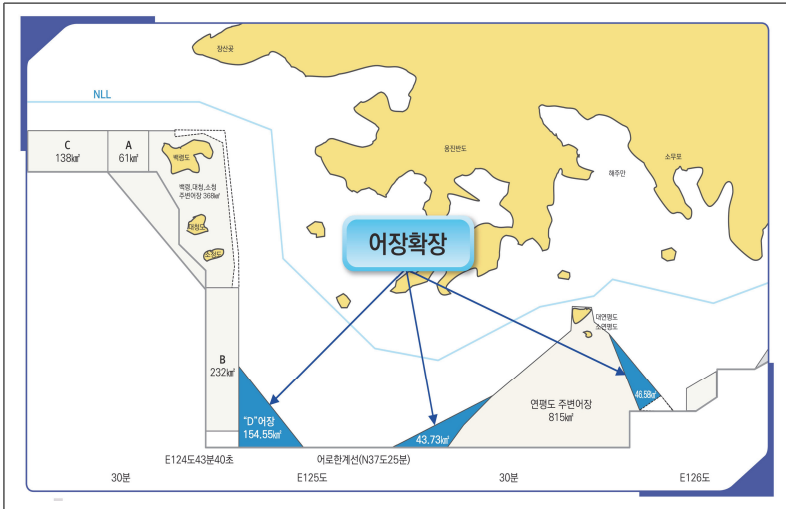 장산곶
NLL
C
138㎢
A
61㎢
백령도
백령,대청,소청
주변어장 368㎢
대청도
소청도
옹진반도
해주만
소무포
어장확장
대연평도
소연평도
B
232㎢
"D"어장
154.55㎢
43.73㎢
연평도 주변어장
815㎢
46.58㎢
E124도43분40초
어로한계선(N37도25분)
30분
E125도
30분
E126도